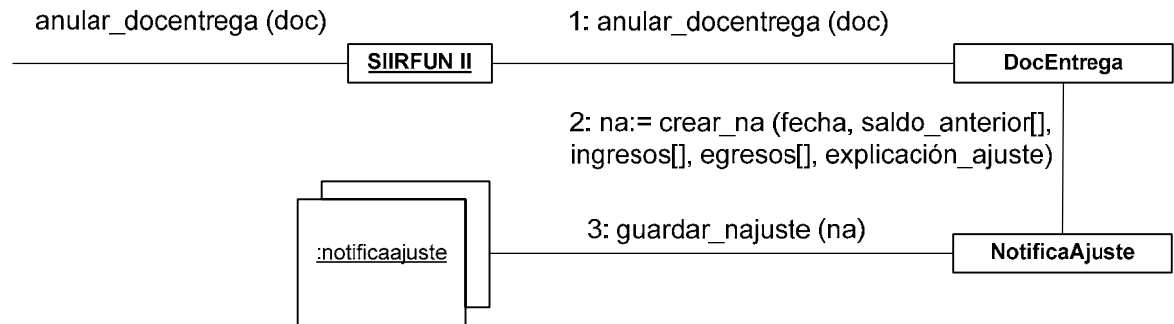 anular_docentrega (doc)
1: anular_docentrega (doc)
SIIRFUN II
DocEntrega
2: na:= crear_na (fecha, saldo_anterior[],
ingresos[], egresos[], explicación_ajuste)
3: guardar_najuste (na)
:notificaajuste
NotificaAjuste